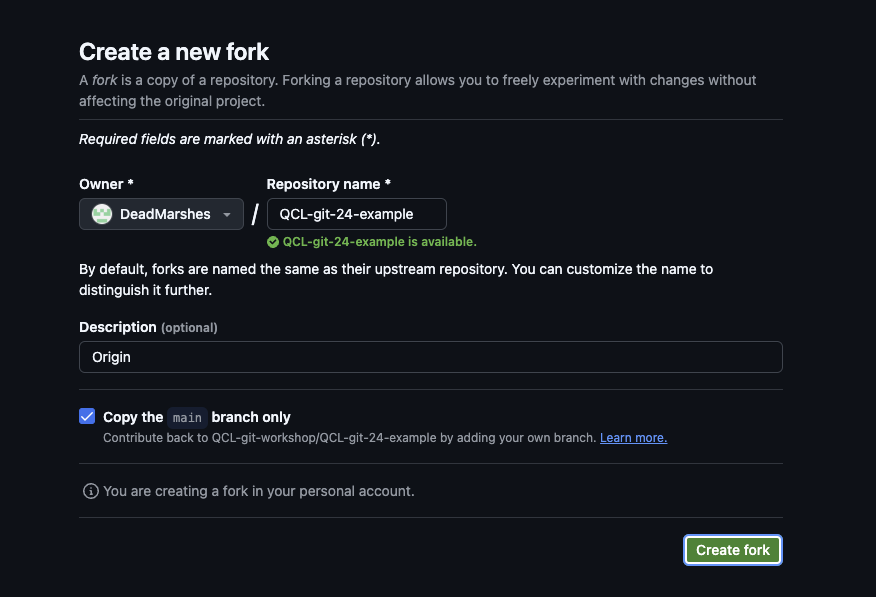 Create a new fork
A fork is a copy of a repository. Forking a repository allows you to freely experiment with changes without
affecting the original project.
Required fields are marked with an asterisk (*).
Owner * Repository name *
DeadMarshes / QCL-git-24-example
QCL-git-24-example is available.
By default, forks are named the same as their upstream repository. You can customize the name to
distinguish it further.
Description (optional)
Origin
Copy the main branch only
Contribute back to QCL-git-workshop/QCL-git-24-example by adding your own branch. Learn more.
You are creating a fork in your personal account.
Create fork